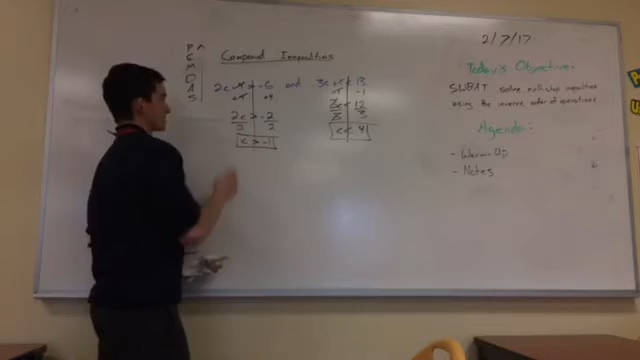 P ^
E
M
D
A
S
Compound Inequalities
2c -4 > -6 and 3c +1 < 13
+4 +4 -1 -1
2c > -2 3c < 12
2 2 3 3
c > -1 c < 4
2/7/17
Today's Objective:
SWBAT solve multi-step inequalities
using the inverse order of operations.
Agenda:
- Warm-Up
- Notes